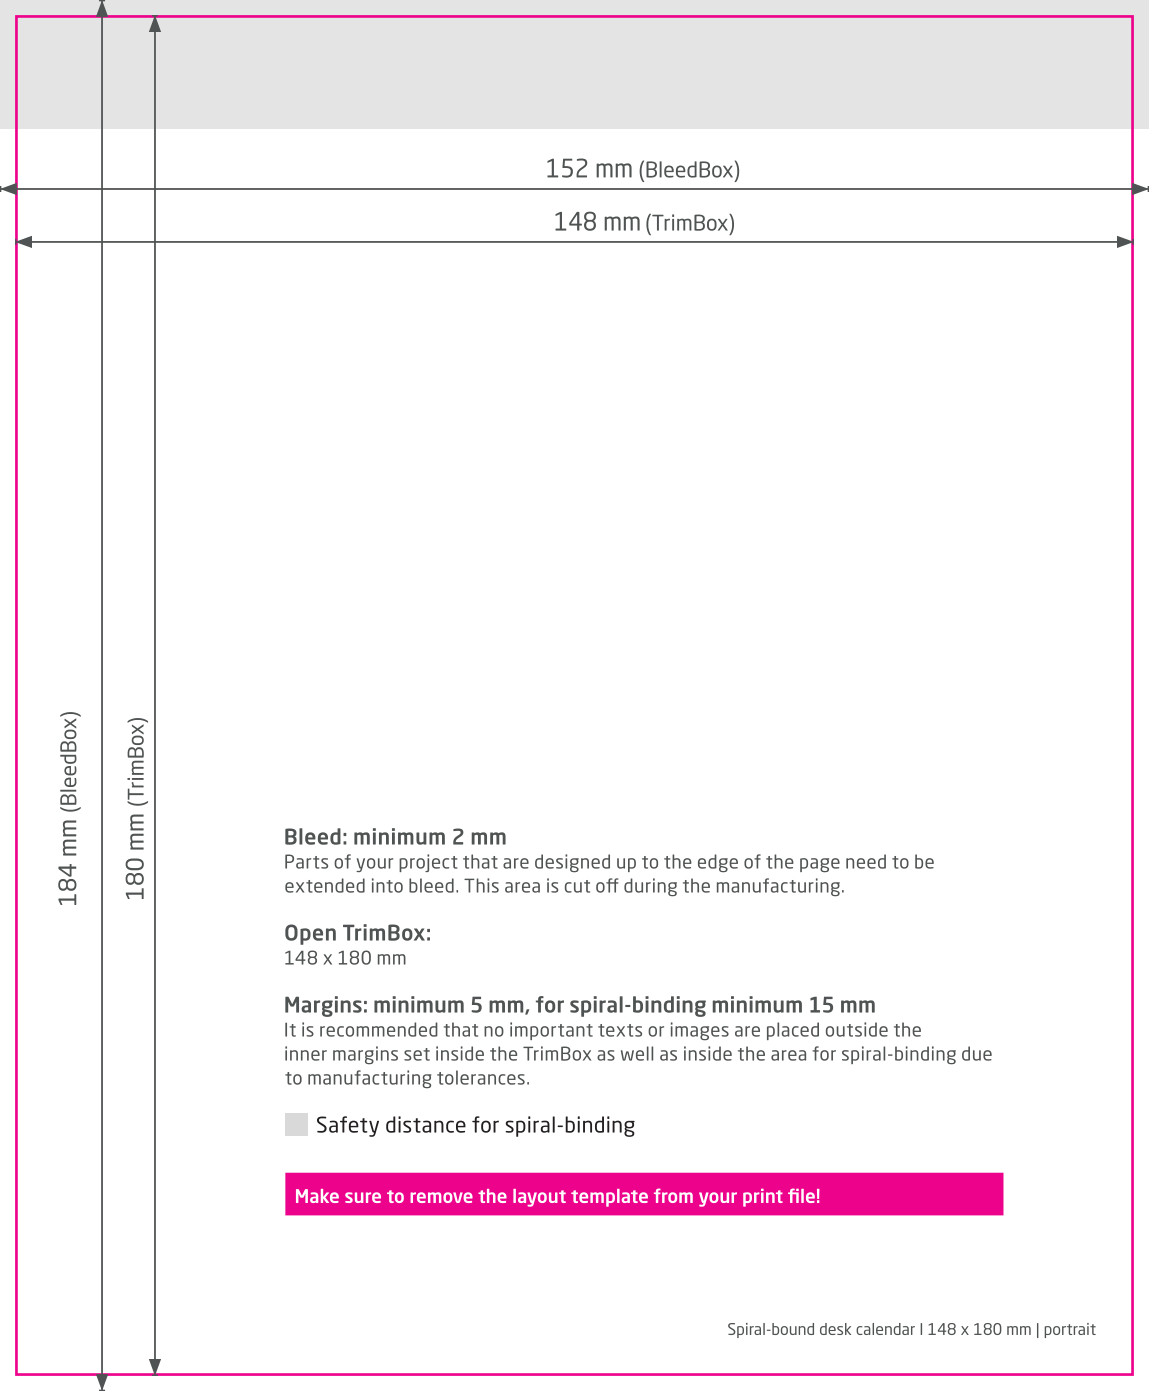 152 mm (BleedBox)
148 mm (TrimBox)
184 mm (BleedBox)
180 mm (TrimBox)
Bleed: minimum 2 mm
Parts of your project that are designed up to the edge of the page need to be
extended into bleed. This area is cut off during the manufacturing.
Open TrimBox:
148 x 180 mm
Margins: minimum 5 mm, for spiral-binding minimum 15 mm
It is recommended that no important texts or images are placed outside the
inner margins set inside the TrimBox as well as inside the area for spiral-binding due
to manufacturing tolerances.
Safety distance for spiral-binding
Make sure to remove the layout template from your print file!
Spiral-bound desk calendar I 148 x 180 mm | portrait